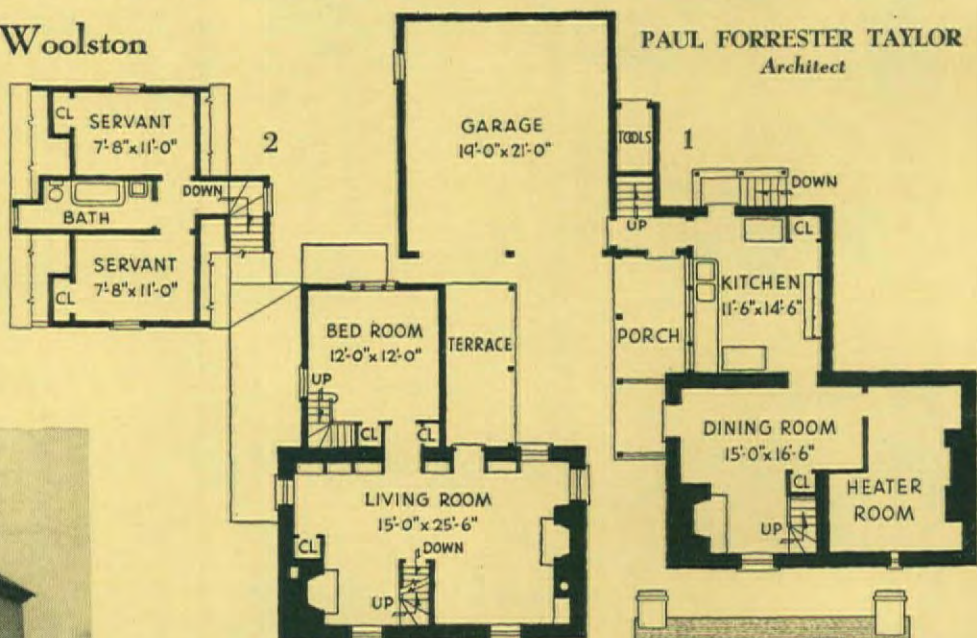 Woolston
PAUL FORRESTER TAYLOR
Architect
CL
SERVANT
7'-8"x11'-0"
2
DOWN
BATH
SERVANT
7'-8"x11'-0"
CL
GARAGE
19'-0"x21'-0"
TOOLS
1
DOWN
UP
CL
KITCHEN
11'-6"x14'-6"
PORCH
BED ROOM
12'-0"x12'-0"
TERRACE
UP
CL
CL
LIVING ROOM
15'-0"x25'-6"
CL
DOWN
UP
DINING ROOM
15'-0"x16'-6"
CL
UP
HEATER
ROOM